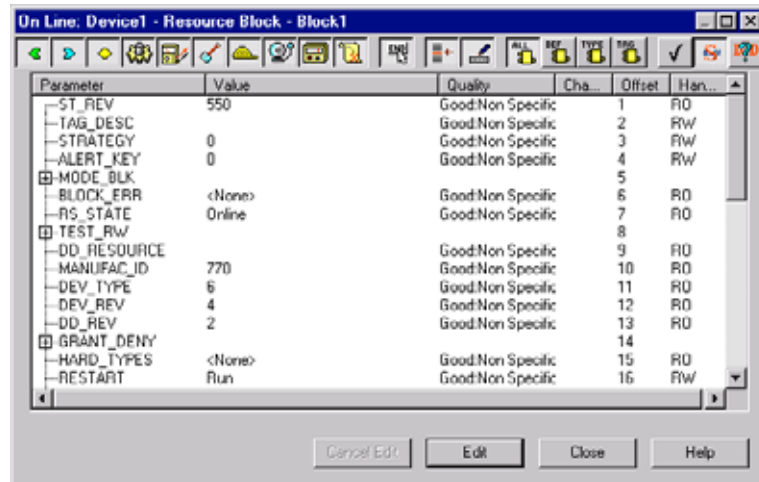 On Line: Device1 - Resource Block - Block1
ALL REF TYPE TAG
Parameter Value Quality Cha... Offset Han...
ST_REV 550 Good:Non Specific 1 RO
TAG_DESC Good:Non Specific 2 RW
STRATEGY 0 Good:Non Specific 3 RW
ALERT_KEY 0 Good:Non Specific 4 RW
MODE_BLK 5
BLOCK_ERR <None> Good:Non Specific 6 RO
RS_STATE Online Good:Non Specific 7 RO
TEST_RW 8
DD_RESOURCE Good:Non Specific 9 RO
MANUFAC_ID 770 Good:Non Specific 10 RO
DEV_TYPE 6 Good:Non Specific 11 RO
DEV_REV 4 Good:Non Specific 12 RO
DD_REV 2 Good:Non Specific 13 RO
GRANT_DENY 14
HARD_TYPES <None> Good:Non Specific 15 RO
RESTART Run Good:Non Specific 16 RW
Cancel Edit Edit Close Help